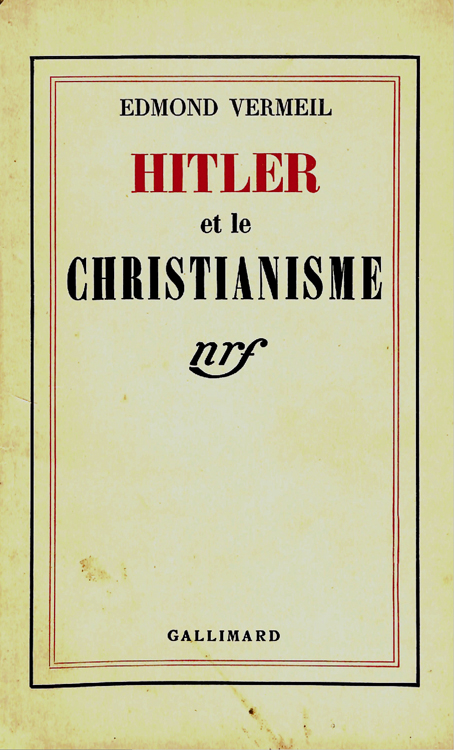 EDMOND VERMEIL
HITLER
et le
CHRISTIANISME
nrf
GALLIMARD